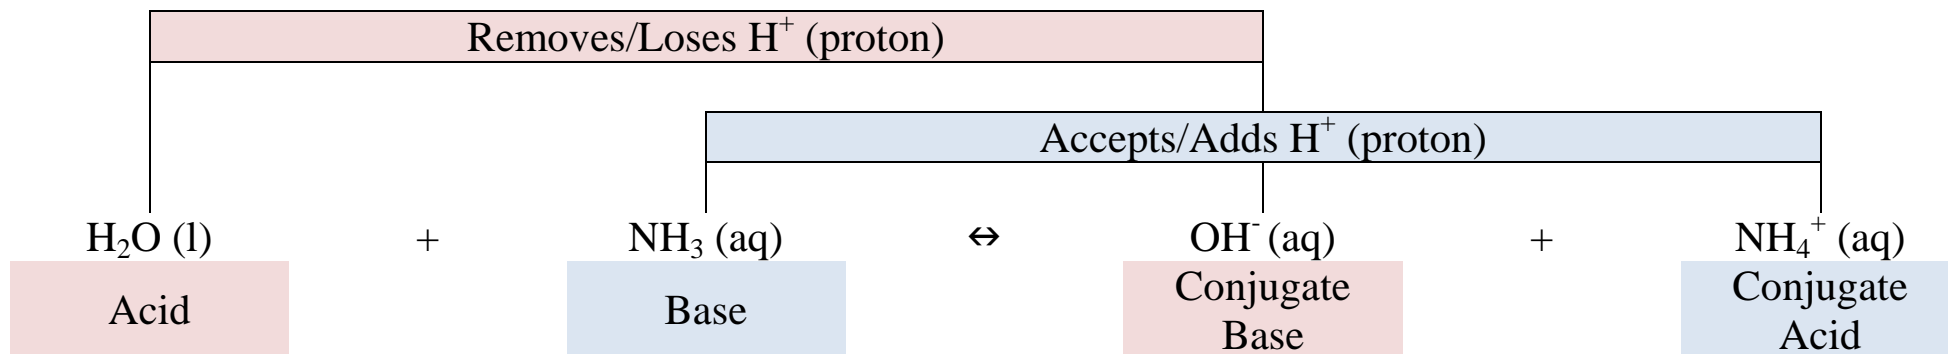 Removes/Loses H⁺ (proton)
Accepts/Adds H⁺ (proton)
H₂O (l) + NH₃ (aq) ↔ OH⁻ (aq) + NH₄⁺ (aq)
Acid Base Conjugate Base Conjugate Acid